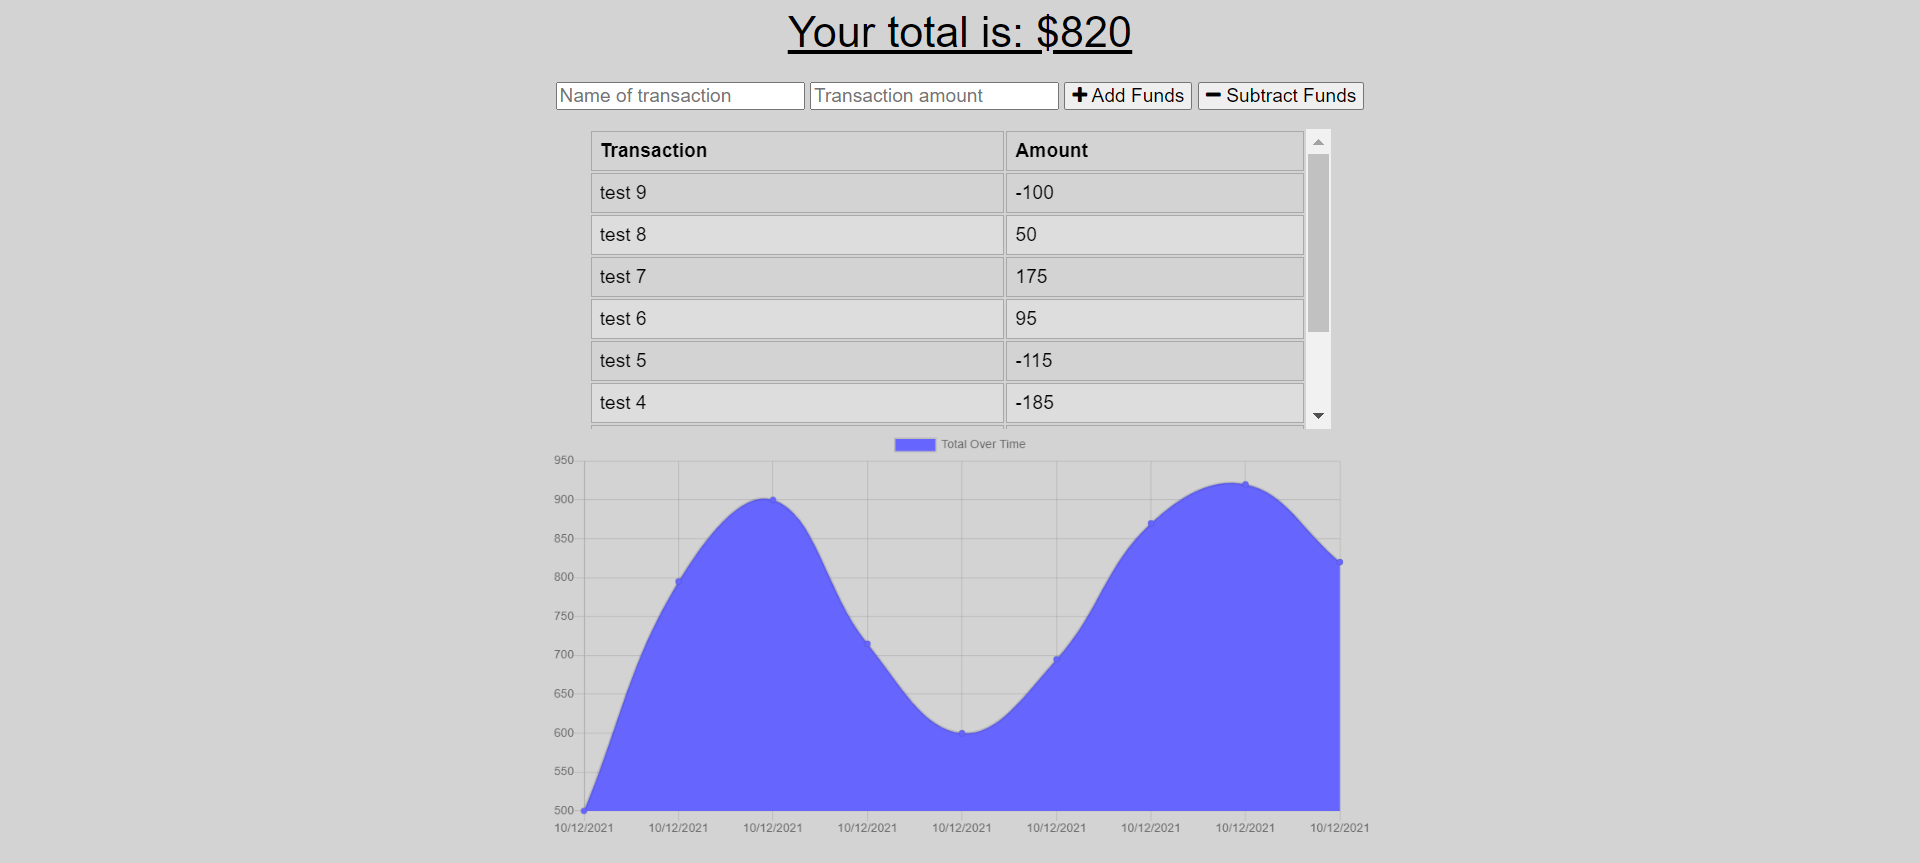 Your total is: $820
Name of transaction Transaction amount Add Funds Subtract Funds
Transaction Amount
test 9 -100
test 8 50
test 7 175
test 6 95
test 5 -115
test 4 -185
Total Over Time
950
900
850
800
750
700
650
600
550
500
10/12/2021 10/12/2021 10/12/2021 10/12/2021 10/12/2021 10/12/2021 10/12/2021 10/12/2021 10/12/2021